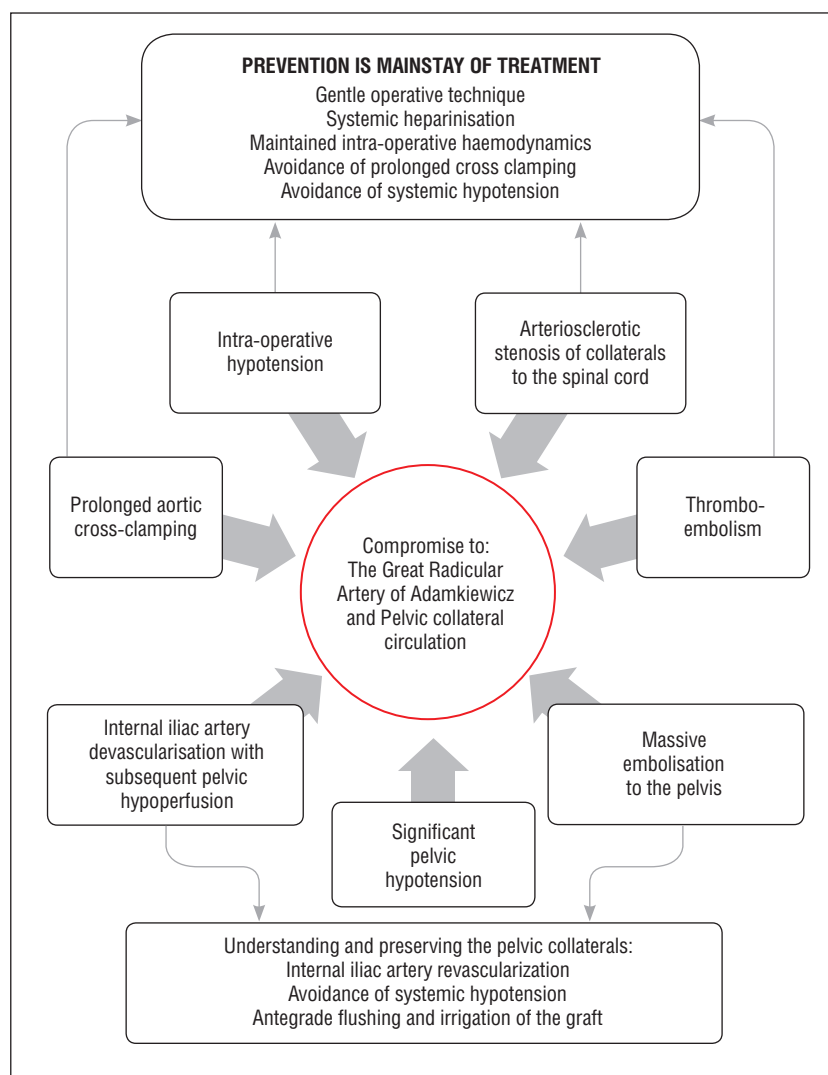 PREVENTION IS MAINSTAY OF TREATMENT
Gentle operative technique
Systemic heparinisation
Maintained intra-operative haemodynamics
Avoidance of prolonged cross clamping
Avoidance of systemic hypotension
Intra-operative
hypotension
Arteriosclerotic
stenosis of collaterals
to the spinal cord
Prolonged aortic
cross-clamping
Thrombo-
embolism
Compromise to:
The Great Radicular
Artery of Adamkiewicz
and Pelvic collateral
circulation
Internal iliac artery
devascularisation with
subsequent pelvic
hypoperfusion
Significant
pelvic
hypotension
Massive
embolisation
to the pelvis
Understanding and preserving the pelvic collaterals:
Internal iliac artery revascularization
Avoidance of systemic hypotension
Antegrade flushing and irrigation of the graft